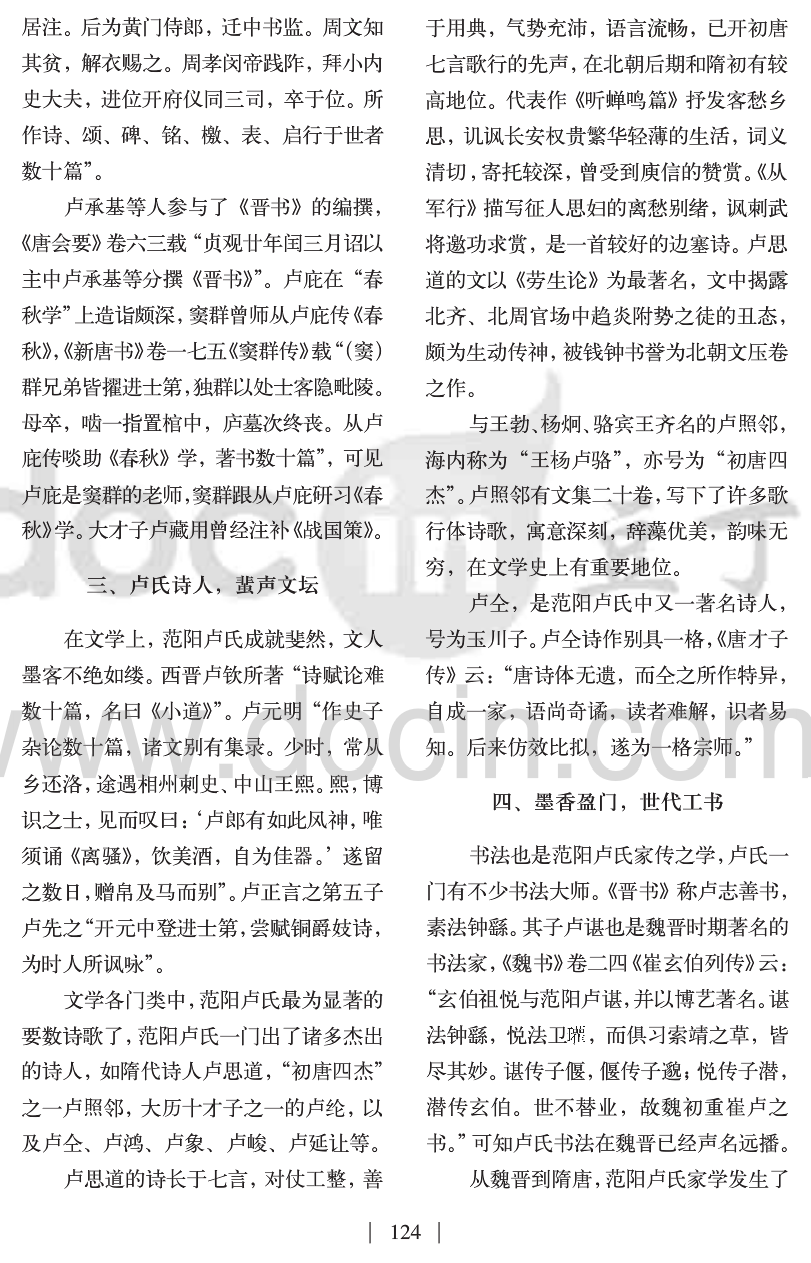 居注。后为黄门侍郎，迁中书监。周文知
其贫，解衣赐之。周孝闵帝践阼，拜小内
史大夫，进位开府仪同三司，卒于位。所
作诗、颂、碑、铭、檄、表、启行于世者
数十篇”。
卢承基等人参与了《晋书》的编撰，
《唐会要》卷六三载“贞观廿年闰三月诏以
主中卢承基等分撰《晋书》”。卢庇在“春
秋学”上造诣颇深，窦群曾师从卢庇传《春
秋》，《新唐书》卷一七五《窦群传》载“（窦）
群兄弟皆擢进士第，独群以处士客隐毗陵。
母卒，啮一指置棺中，庐墓次终丧。从卢
庇传啖助《春秋》学，著书数十篇”，可见
卢庇是窦群的老师，窦群跟从卢庇研习《春
秋》学。大才子卢藏用曾经注补《战国策》。
三、卢氏诗人，蜚声文坛
在文学上，范阳卢氏成就斐然，文人
墨客不绝如缕。西晋卢钦所著“诗赋论难
数十篇，名曰《小道》”。卢元明“作史子
杂论数十篇，诸文别有集录。少时，常从
乡还洛，途遇相州刺史、中山王熙。熙，博
识之士，见而叹曰：‘卢郎有如此风神，唯
须诵《离骚》，饮美酒，自为佳器。’遂留
之数日，赠帛及马而别”。卢正言之第五子
卢先之“开元中登进士第，尝赋铜爵妓诗，
为时人所讽咏”。
文学各门类中，范阳卢氏最为显著的
要数诗歌了，范阳卢氏一门出了诸多杰出
的诗人，如隋代诗人卢思道，“初唐四杰”
之一卢照邻，大历十才子之一的卢纶，以
及卢仝、卢鸿、卢象、卢峻、卢延让等。
卢思道的诗长于七言，对仗工整，善
于用典，气势充沛，语言流畅，已开初唐
七言歌行的先声，在北朝后期和隋初有较
高地位。代表作《听蝉鸣篇》抒发客愁乡
思，讥讽长安权贵繁华轻薄的生活，词义
清切，寄托较深，曾受到庾信的赞赏。《从
军行》描写征人思妇的离愁别绪，讽刺武
将邀功求赏，是一首较好的边塞诗。卢思
道的文以《劳生论》为最著名，文中揭露
北齐、北周官场中趋炎附势之徒的丑态，
颇为生动传神，被钱钟书誉为北朝文压卷
之作。
与王勃、杨炯、骆宾王齐名的卢照邻，
海内称为“王杨卢骆”，亦号为“初唐四
杰”。卢照邻有文集二十卷，写下了许多歌
行体诗歌，寓意深刻，辞藻优美，韵味无
穷，在文学史上有重要地位。
卢仝，是范阳卢氏中又一著名诗人，
号为玉川子。卢仝诗作别具一格，《唐才子
传》云：“唐诗体无遗，而仝之所作特异，
自成一家，语尚奇谲，读者难解，识者易
知。后来仿效比拟，遂为一格宗师。”
四、墨香盈门，世代工书
书法也是范阳卢氏家传之学，卢氏一
门有不少书法大师。《晋书》称卢志善书，
素法钟繇。其子卢谌也是魏晋时期著名的
书法家，《魏书》卷二四《崔玄伯列传》云：
“玄伯祖悦与范阳卢谌，并以博艺著名。谌
法钟繇，悦法卫瓘，而俱习索靖之草，皆
尽其妙。谌传子偃，偃传子邈；悦传子潜，
潜传玄伯。世不替业，故魏初重崔卢之
书。”可知卢氏书法在魏晋已经声名远播。
从魏晋到隋唐，范阳卢氏家学发生了
| 124 |
docin 豆丁
www.docin.com